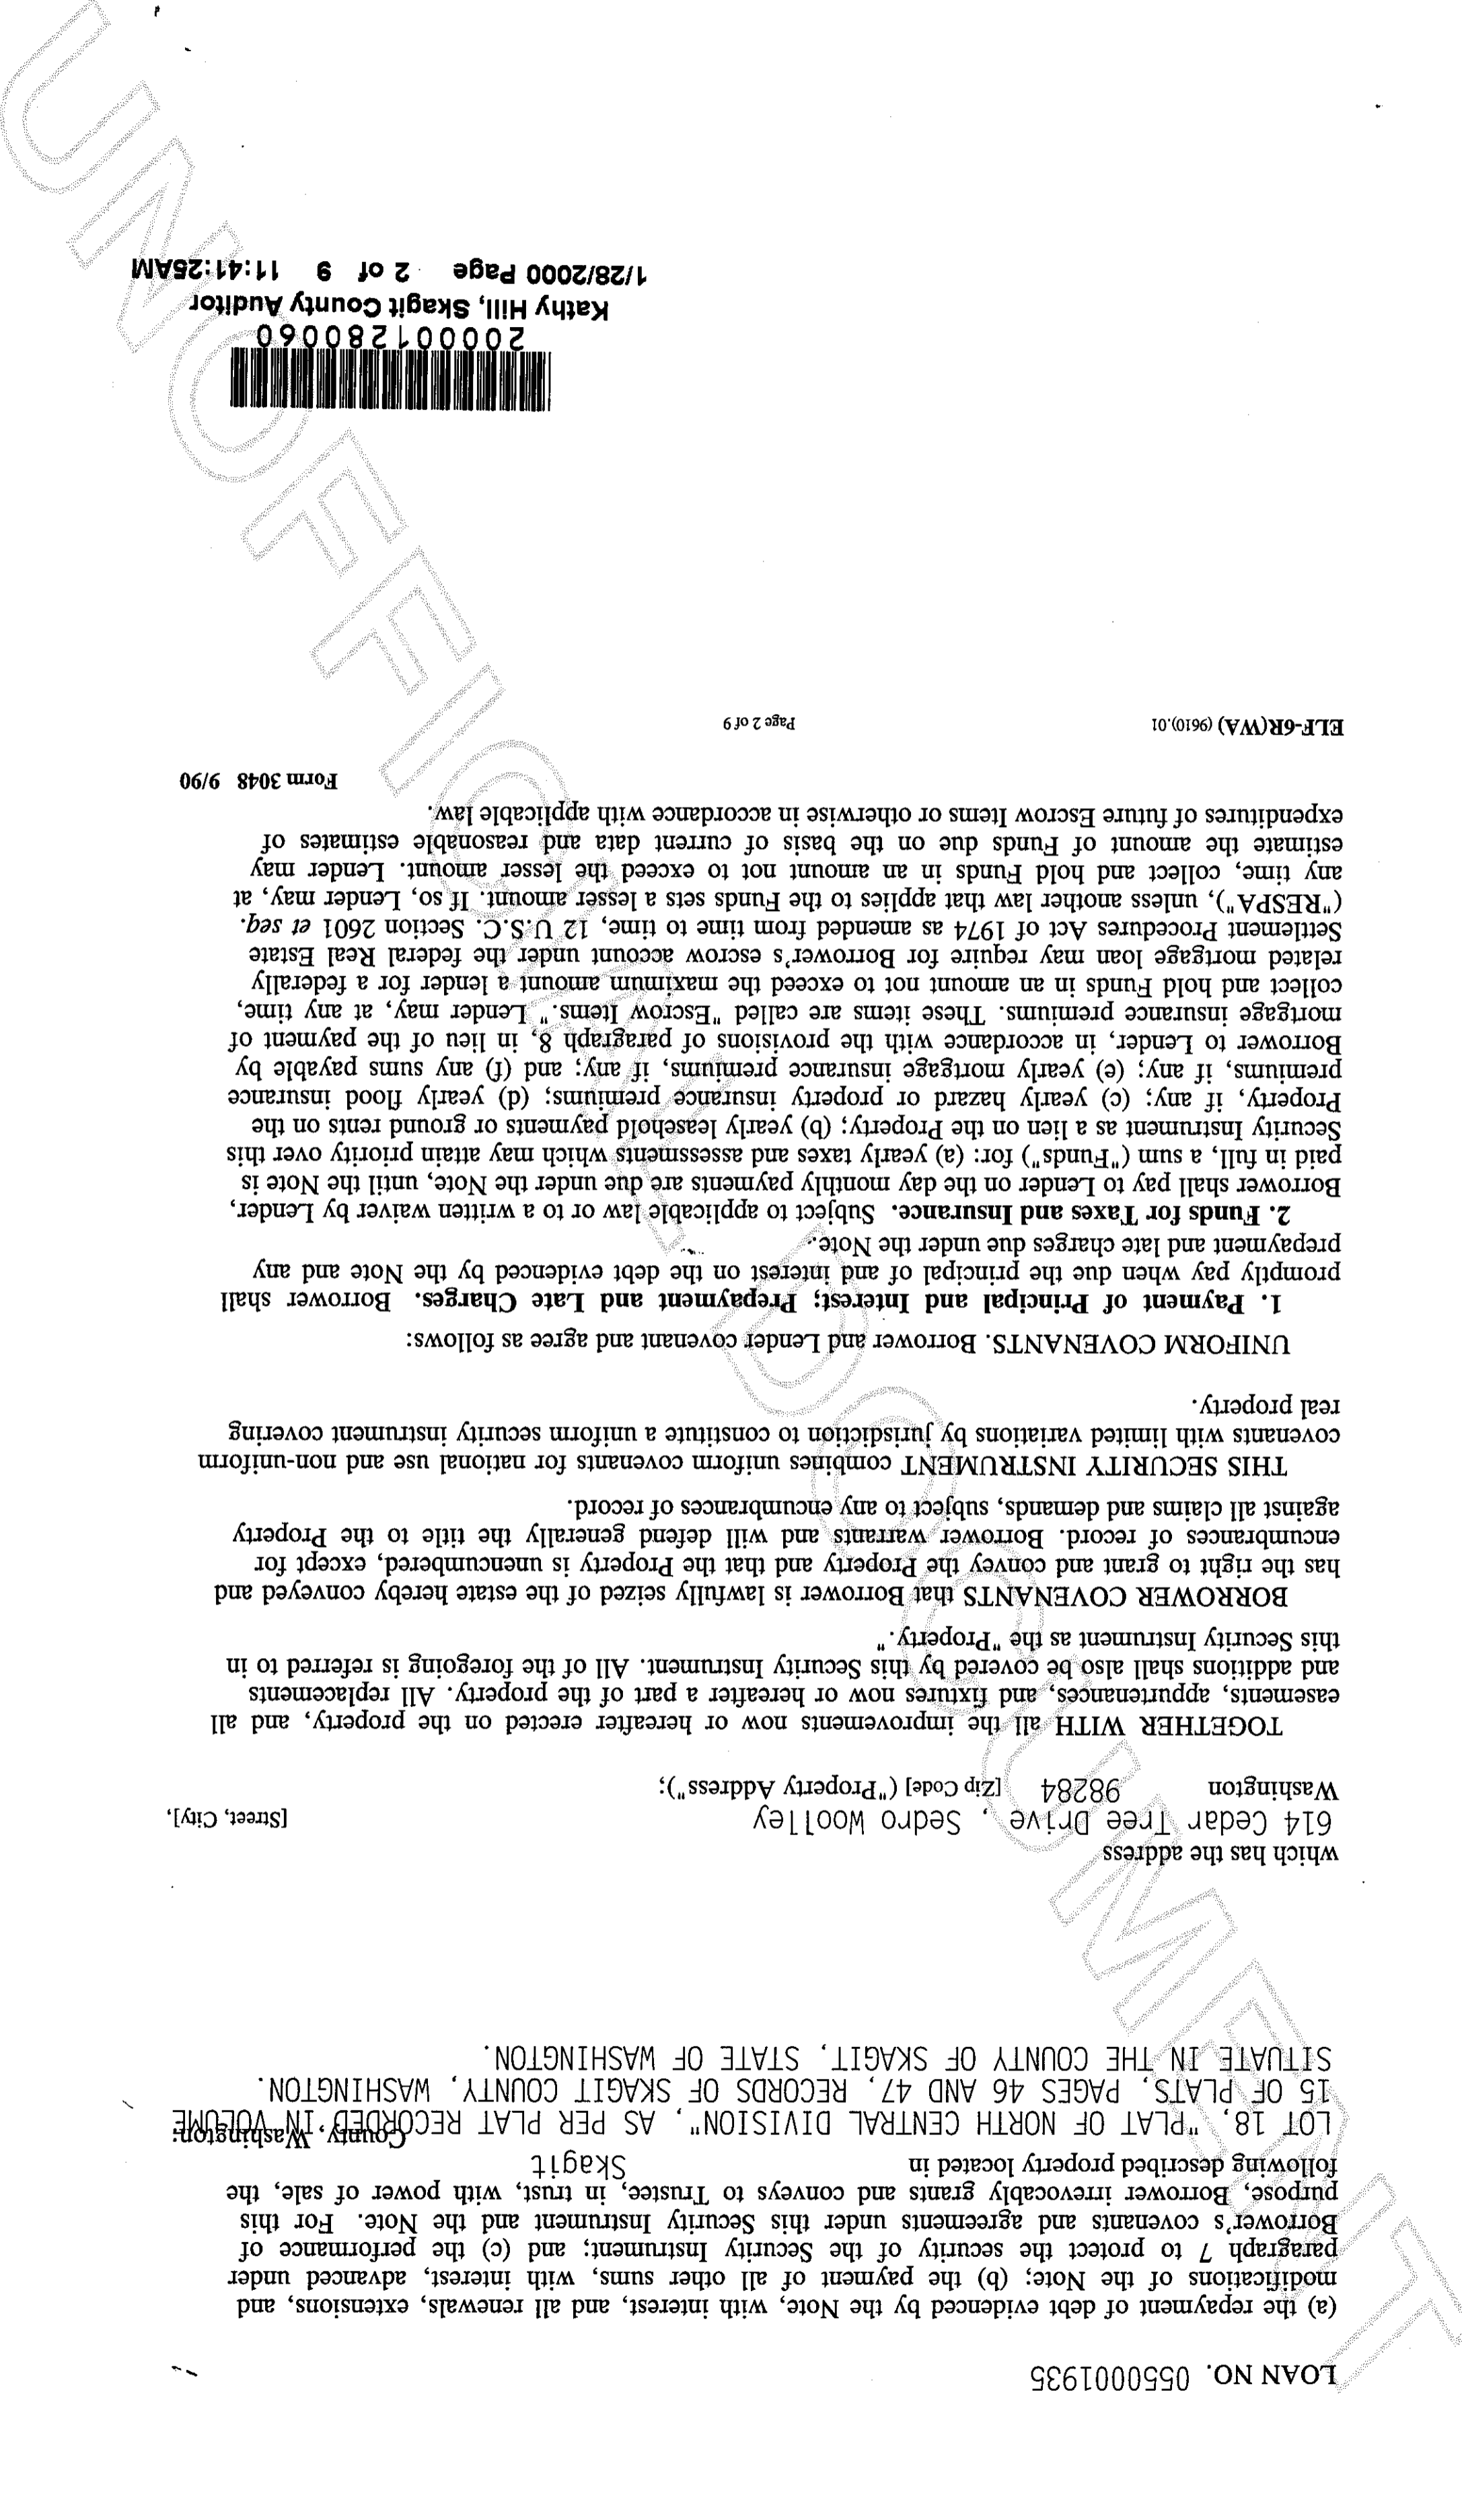 LOAN NO. 0550001935
(a) the repayment of debt evidenced by the Note, with interest, and all renewals, extensions, and
modifications of the Note; (b) the payment of all other sums, with interest, advanced under
paragraph 7 to protect the security of the Security Instrument; and (c) the performance of
Borrower's covenants and agreements under this Security Instrument and the Note. For this
purpose, Borrower irrevocably grants and conveys to Trustee, in trust, with power of sale, the
following described property located in Skagit County, Washington:
LOT 18, "PLAT OF NORTH CENTRAL DIVISION", AS PER PLAT RECORDED IN VOLUME
15 OF PLATS, PAGES 46 AND 47, RECORDS OF SKAGIT COUNTY, WASHINGTON.
SITUATE IN THE COUNTY OF SKAGIT, STATE OF WASHINGTON.
which has the address
614 Cedar Tree Drive , Sedro Woolley [Street, City],
Washington 98284 [Zip Code] ("Property Address");
TOGETHER WITH all the improvements now or hereafter erected on the property, and all
easements, appurtenances, and fixtures now or hereafter a part of the property. All replacements
and additions shall also be covered by this Security Instrument. All of the foregoing is referred to in
this Security Instrument as the "Property."
BORROWER COVENANTS that Borrower is lawfully seized of the estate hereby conveyed and
has the right to grant and convey the Property and that the Property is unencumbered, except for
encumbrances of record. Borrower warrants and will defend generally the title to the Property
against all claims and demands, subject to any encumbrances of record.
THIS SECURITY INSTRUMENT combines uniform covenants for national use and non-uniform
covenants with limited variations by jurisdiction to constitute a uniform security instrument covering
real property.
UNIFORM COVENANTS. Borrower and Lender covenant and agree as follows:
1. Payment of Principal and Interest; Prepayment and Late Charges. Borrower shall
promptly pay when due the principal of and interest on the debt evidenced by the Note and any
prepayment and late charges due under the Note.
2. Funds for Taxes and Insurance. Subject to applicable law or to a written waiver by Lender,
Borrower shall pay to Lender on the day monthly payments are due under the Note, until the Note is
paid in full, a sum ("Funds") for: (a) yearly taxes and assessments which may attain priority over this
Security Instrument as a lien on the Property; (b) yearly leasehold payments or ground rents on the
Property, if any; (c) yearly hazard or property insurance premiums; (d) yearly flood insurance
premiums, if any; (e) yearly mortgage insurance premiums, if any; and (f) any sums payable by
Borrower to Lender, in accordance with the provisions of paragraph 8, in lieu of the payment of
mortgage insurance premiums. These items are called "Escrow Items." Lender may, at any time,
collect and hold Funds in an amount not to exceed the maximum amount a lender for a federally
related mortgage loan may require for Borrower's escrow account under the federal Real Estate
Settlement Procedures Act of 1974 as amended from time to time, 12 U.S.C. Section 2601 et seq.
("RESPA"), unless another law that applies to the Funds sets a lesser amount. If so, Lender may, at
any time, collect and hold Funds in an amount not to exceed the lesser amount. Lender may
estimate the amount of Funds due on the basis of current data and reasonable estimates of
expenditures of future Escrow Items or otherwise in accordance with applicable law.
Form 3048 9/90
ELF-6R(WA) (9610).01 Page 2 of 9
200001280060
Kathy Hill, Skagit County Auditor
1/28/2000 Page 2 of 9 11:41:25AM
UNOFFICIAL DOCUMENT